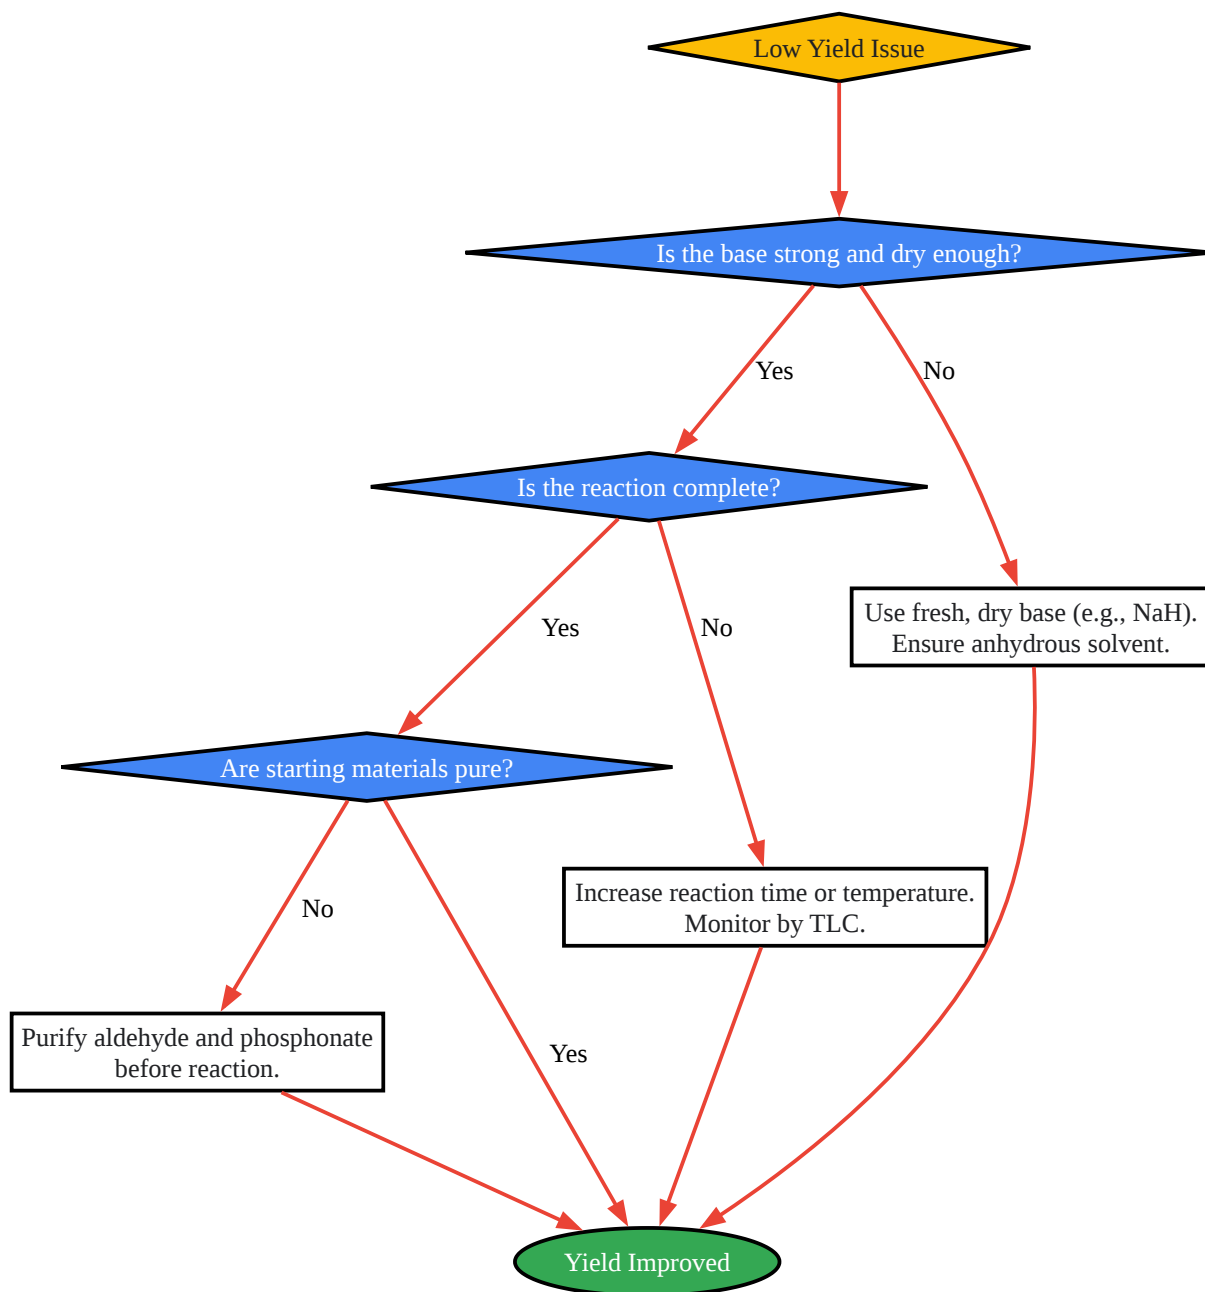 Low Yield Issue
Is the base strong and dry enough?
Yes
No
Is the reaction complete?
Use fresh, dry base (e.g., NaH).
Ensure anhydrous solvent.
Yes
No
Are starting materials pure?
Increase reaction time or temperature.
Monitor by TLC.
No
Purify aldehyde and phosphonate
before reaction.
Yes
Yield Improved